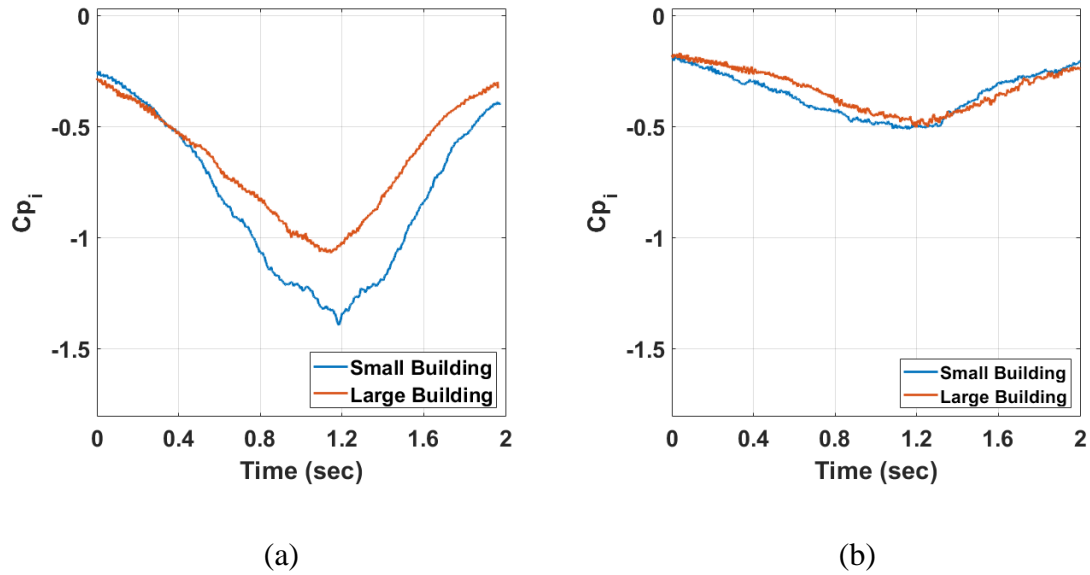 0
-0.5
-1
-1.5
Cp_i
Small Building
Large Building
0 0.4 0.8 1.2 1.6 2
Time (sec)
(a)
0
-0.5
-1
-1.5
Cp_i
Small Building
Large Building
0 0.4 0.8 1.2 1.6 2
Time (sec)
(b)